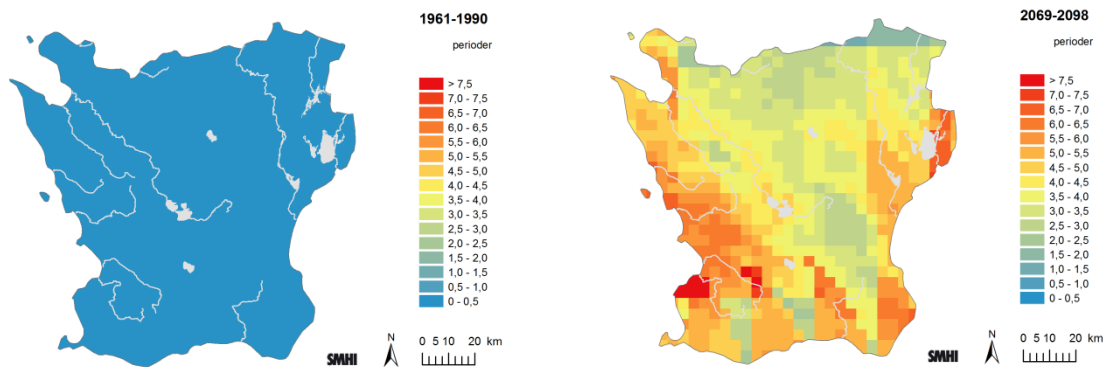 1961-1990
perioder
> 7,5
7,0 - 7,5
6,5 - 7,0
6,0 - 6,5
5,5 - 6,0
5,0 - 5,5
4,5 - 5,0
4,0 - 4,5
3,5 - 4,0
3,0 - 3,5
2,5 - 3,0
2,0 - 2,5
1,5 - 2,0
1,0 - 1,5
0,5 - 1,0
0 - 0,5
SMHI
N
0 5 10 20 km
2069-2098
perioder
> 7,5
7,0 - 7,5
6,5 - 7,0
6,0 - 6,5
5,5 - 6,0
5,0 - 5,5
4,5 - 5,0
4,0 - 4,5
3,5 - 4,0
3,0 - 3,5
2,5 - 3,0
2,0 - 2,5
1,5 - 2,0
1,0 - 1,5
0,5 - 1,0
0 - 0,5
SMHI
N
0 5 10 20 km